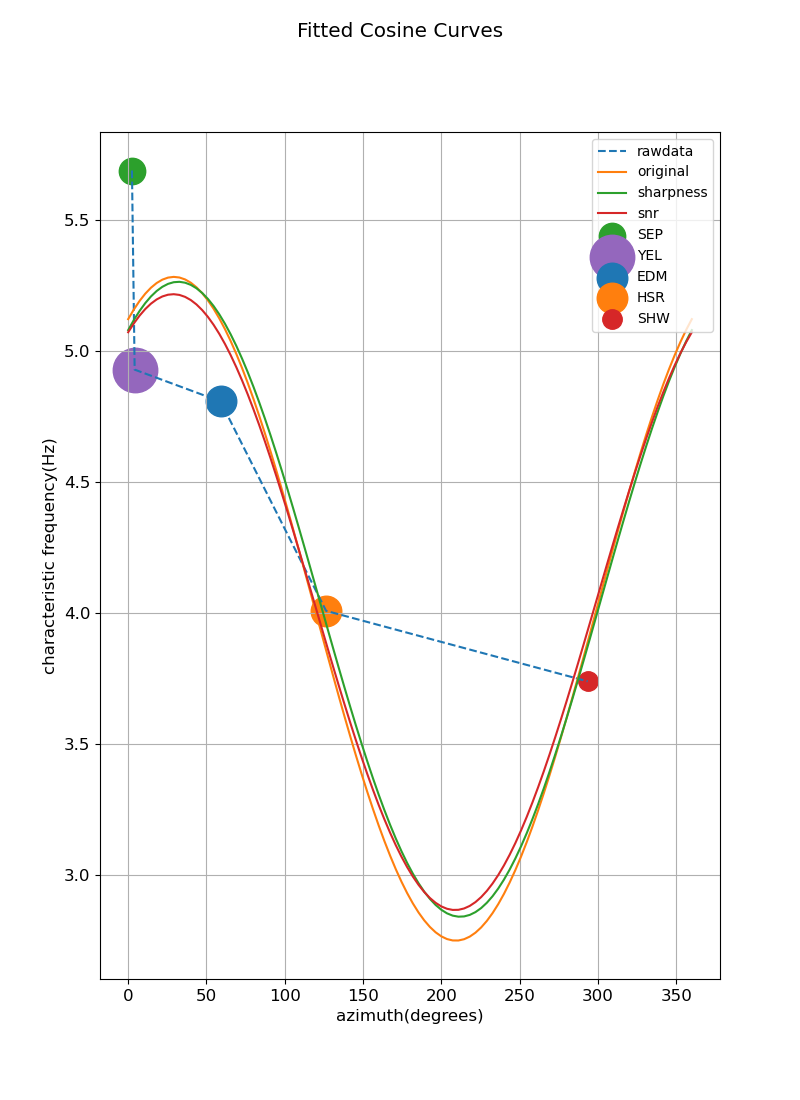 Fitted Cosine Curves
rawdata
original
sharpness
snr
SEP
YEL
EDM
HSR
SHW
5.5
5.0
4.5
4.0
3.5
3.0
characteristic frequency(Hz)
0 50 100 150 200 250 300 350
azimuth(degrees)